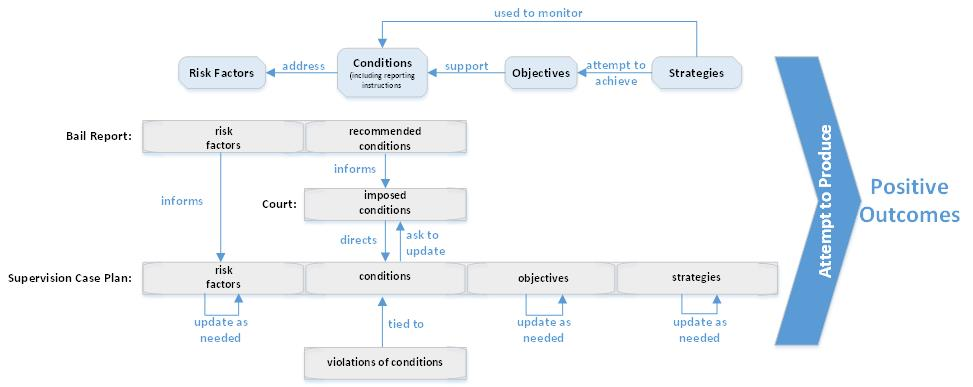 used to monitor
Risk Factors
address
Conditions
(including reporting
instructions
support
Objectives
attempt to
achieve
Strategies
Bail Report:
risk
factors
recommended
conditions
informs
informs
Court:
imposed
conditions
directs
ask to
update
Supervision Case Plan:
risk
factors
conditions
objectives
strategies
update as
needed
tied to
update as
needed
update as
needed
violations of conditions
Attempt to Produce
Positive
Outcomes